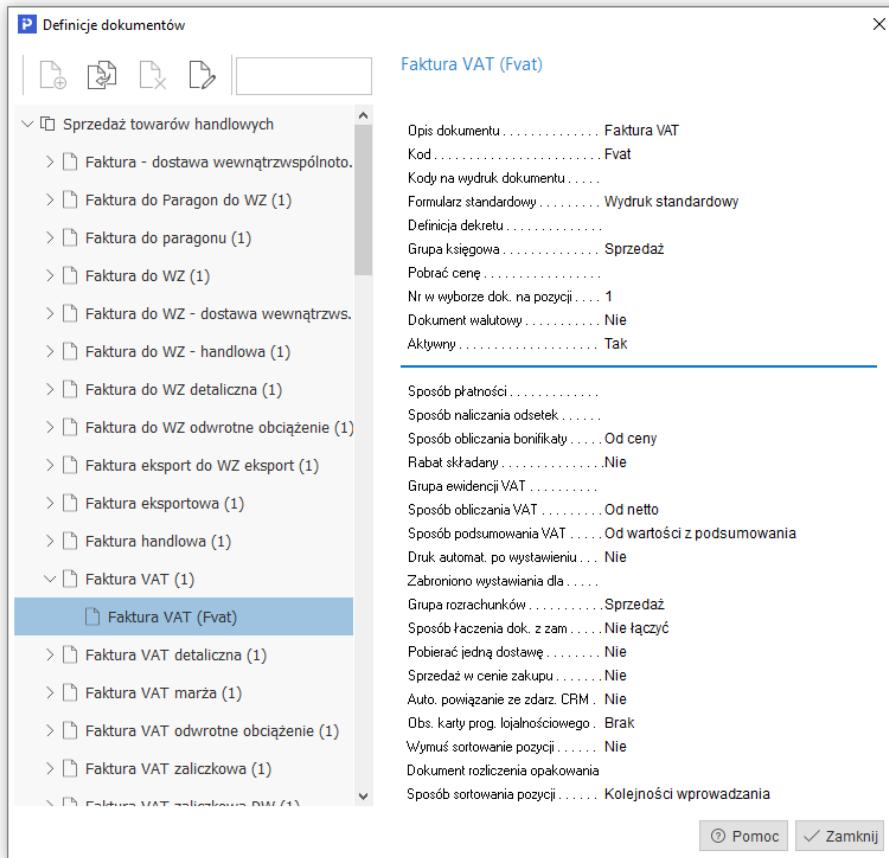 Definicje dokumentów
Sprzedaż towarów handlowych
Faktura - dostawa wewnątrzwspólnoto.
Faktura do Paragon do WZ (1)
Faktura do paragonu (1)
Faktura do WZ (1)
Faktura do WZ - dostawa wewnątrzws.
Faktura do WZ - handlowa (1)
Faktura do WZ detaliczna (1)
Faktura do WZ odwrotne obciążenie (1)
Faktura eksport do WZ eksport (1)
Faktura eksportowa (1)
Faktura handlowa (1)
Faktura VAT (1)
Faktura VAT (Fvat)
Faktura VAT detaliczna (1)
Faktura VAT marża (1)
Faktura VAT odwrotne obciążenie (1)
Faktura VAT zaliczkowa (1)
Faktura VAT zaliczkowa DW (1)
Faktura VAT (Fvat)
Opis dokumentu . . . . . . . . . . . . . . Faktura VAT
Kod . . . . . . . . . . . . . . . . . . . . . . . . Fvat
Kody na wydruk dokumentu . . . . .
Formularz standardowy . . . . . . . . . Wydruk standardowy
Definicja dekretu . . . . . . . . . . . . . .
Grupa księgowa . . . . . . . . . . . . . . Sprzedaż
Pobrać cenę . . . . . . . . . . . . . . . . .
Nr w wyborze dok. na pozycji . . . . 1
Dokument walutowy . . . . . . . . . . . Nie
Aktywny . . . . . . . . . . . . . . . . . . . . Tak
Sposób płatności . . . . . . . . . . . . .
Sposób naliczania odsetek . . . . . .
Sposób obliczania bonifikaty . . . . . Od ceny
Rabat składany . . . . . . . . . . . . . . Nie
Grupa ewidencji VAT . . . . . . . . . .
Sposób obliczania VAT . . . . . . . . . Od netto
Sposób podsumowania VAT . . . . . Od wartości z podsumowania
Druk automat. po wystawieniu . . . Nie
Zabroniono wystawiania dla . . . . .
Grupa rozrachunków . . . . . . . . . . . Sprzedaż
Sposób łaczenia dok. z zam . . . . . Nie łączyć
Pobierać jedną dostawę . . . . . . . . Nie
Sprzedaż w cenie zakupu . . . . . . . Nie
Auto. powiązanie ze zdarz. CRM . Nie
Obs. karty prog. lojalnościowego . Brak
Wymuś sortowanie pozycji . . . . . . Nie
Dokument rozliczenia opakowania
Sposób sortowania pozycji . . . . . . Kolejności wprowadzania
Pomoc
Zamknij